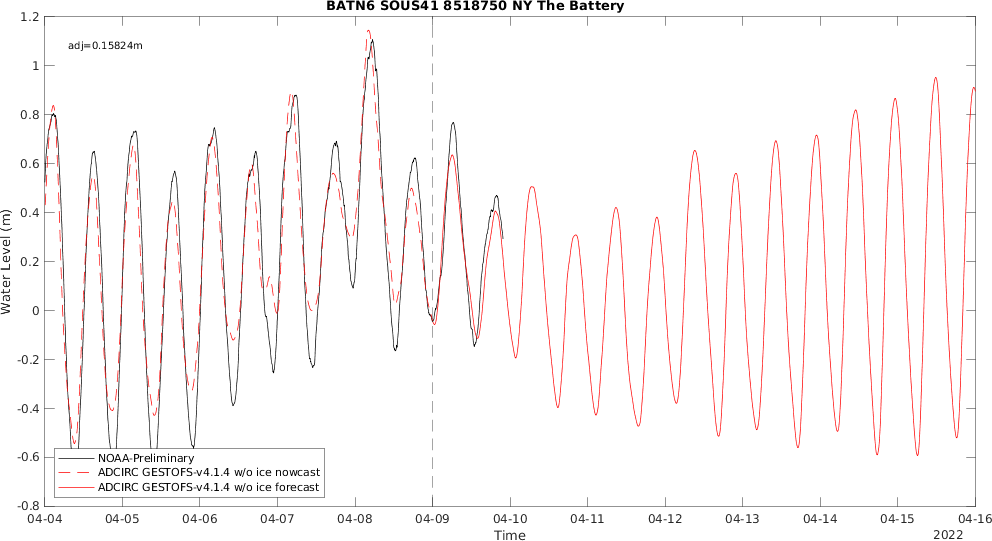 BATN6 SOUS41 8518750 NY The Battery
adj=0.15824m
1.2
1
0.8
0.6
0.4
0.2
0
-0.2
-0.4
-0.6
-0.8
Water Level (m)
NOAA-Preliminary
ADCIRC GESTOFS-v4.1.4 w/o ice nowcast
ADCIRC GESTOFS-v4.1.4 w/o ice forecast
04-04 04-05 04-06 04-07 04-08 04-09 04-10 04-11 04-12 04-13 04-14 04-15 04-16
Time
2022